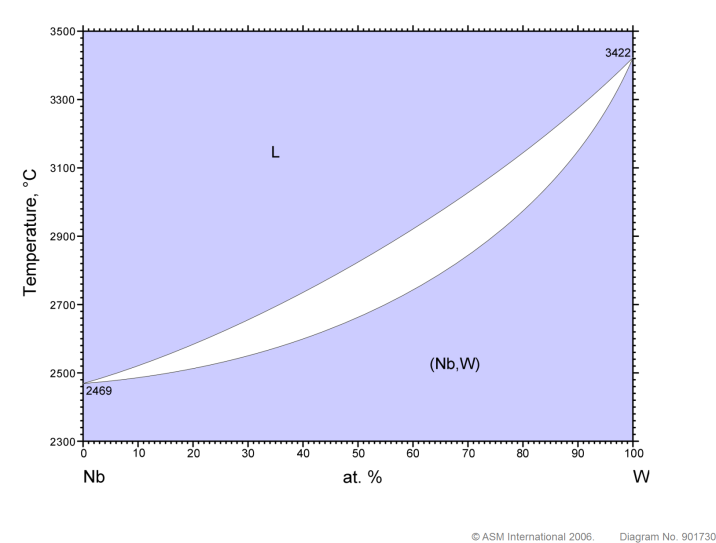 3500
3422
3300
L
3100
Temperature, °C
2900
2700
2500
(Nb,W)
2469
2300
0 10 20 30 40 50 60 70 80 90 100
Nb at. % W
© ASM International 2006. Diagram No. 901730